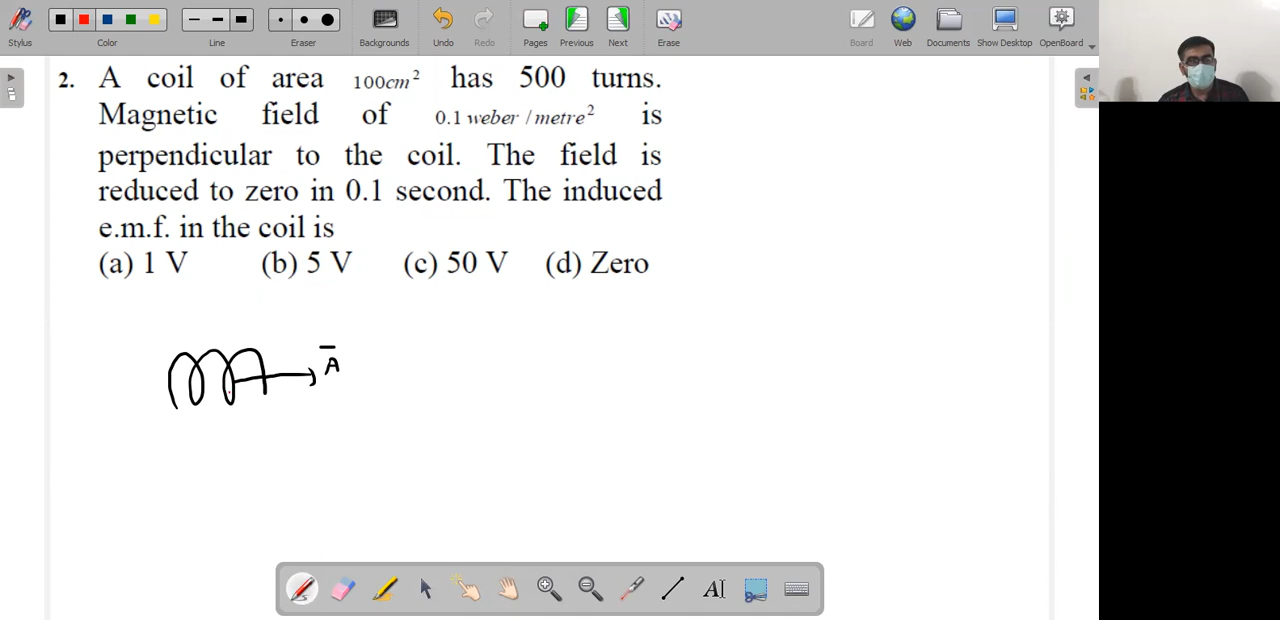 Stylus Color Line Eraser Backgrounds Undo Redo Pages Previous Next Erase Board Web Documents Show Desktop OpenBoard
2. A coil of area 100cm² has 500 turns.
Magnetic field of 0.1 weber / metre² is
perpendicular to the coil. The field is
reduced to zero in 0.1 second. The induced
e.m.f. in the coil is
(a) 1 V (b) 5 V (c) 50 V (d) Zero
A̅
AI